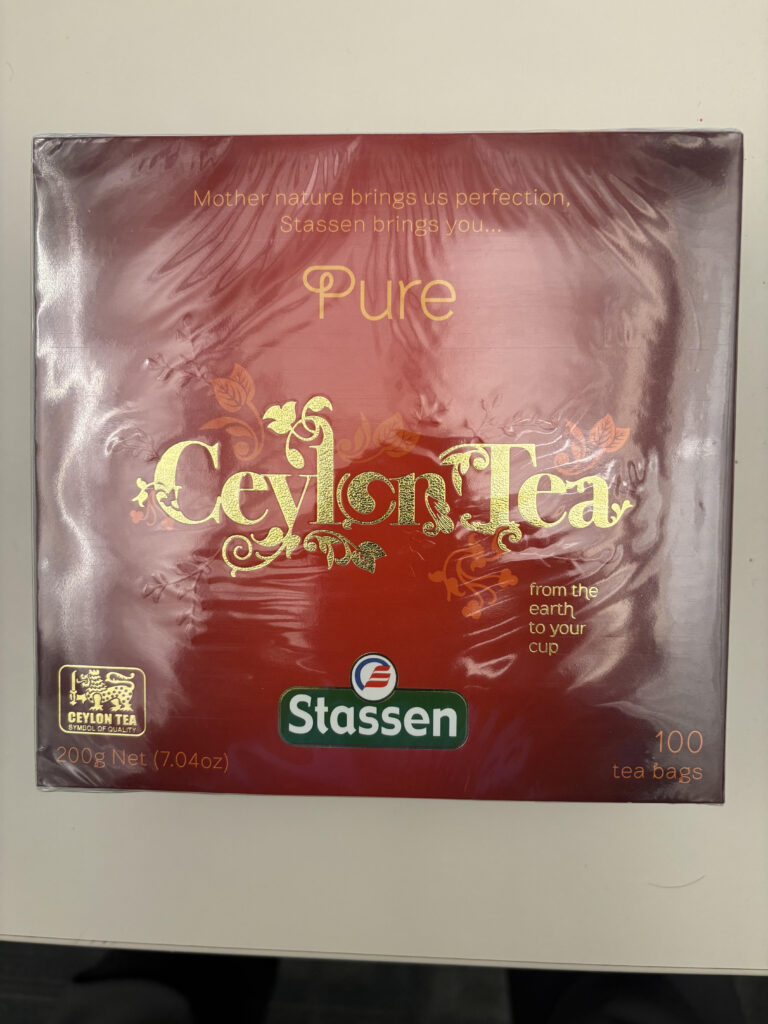 Mother nature brings us perfection,
Stassen brings you...
Pure
Ceylon Tea
from the
earth
to your
cup
CEYLON TEA
SYMBOL OF QUALITY
Stassen
200g Net (7.04oz)
100
tea bags